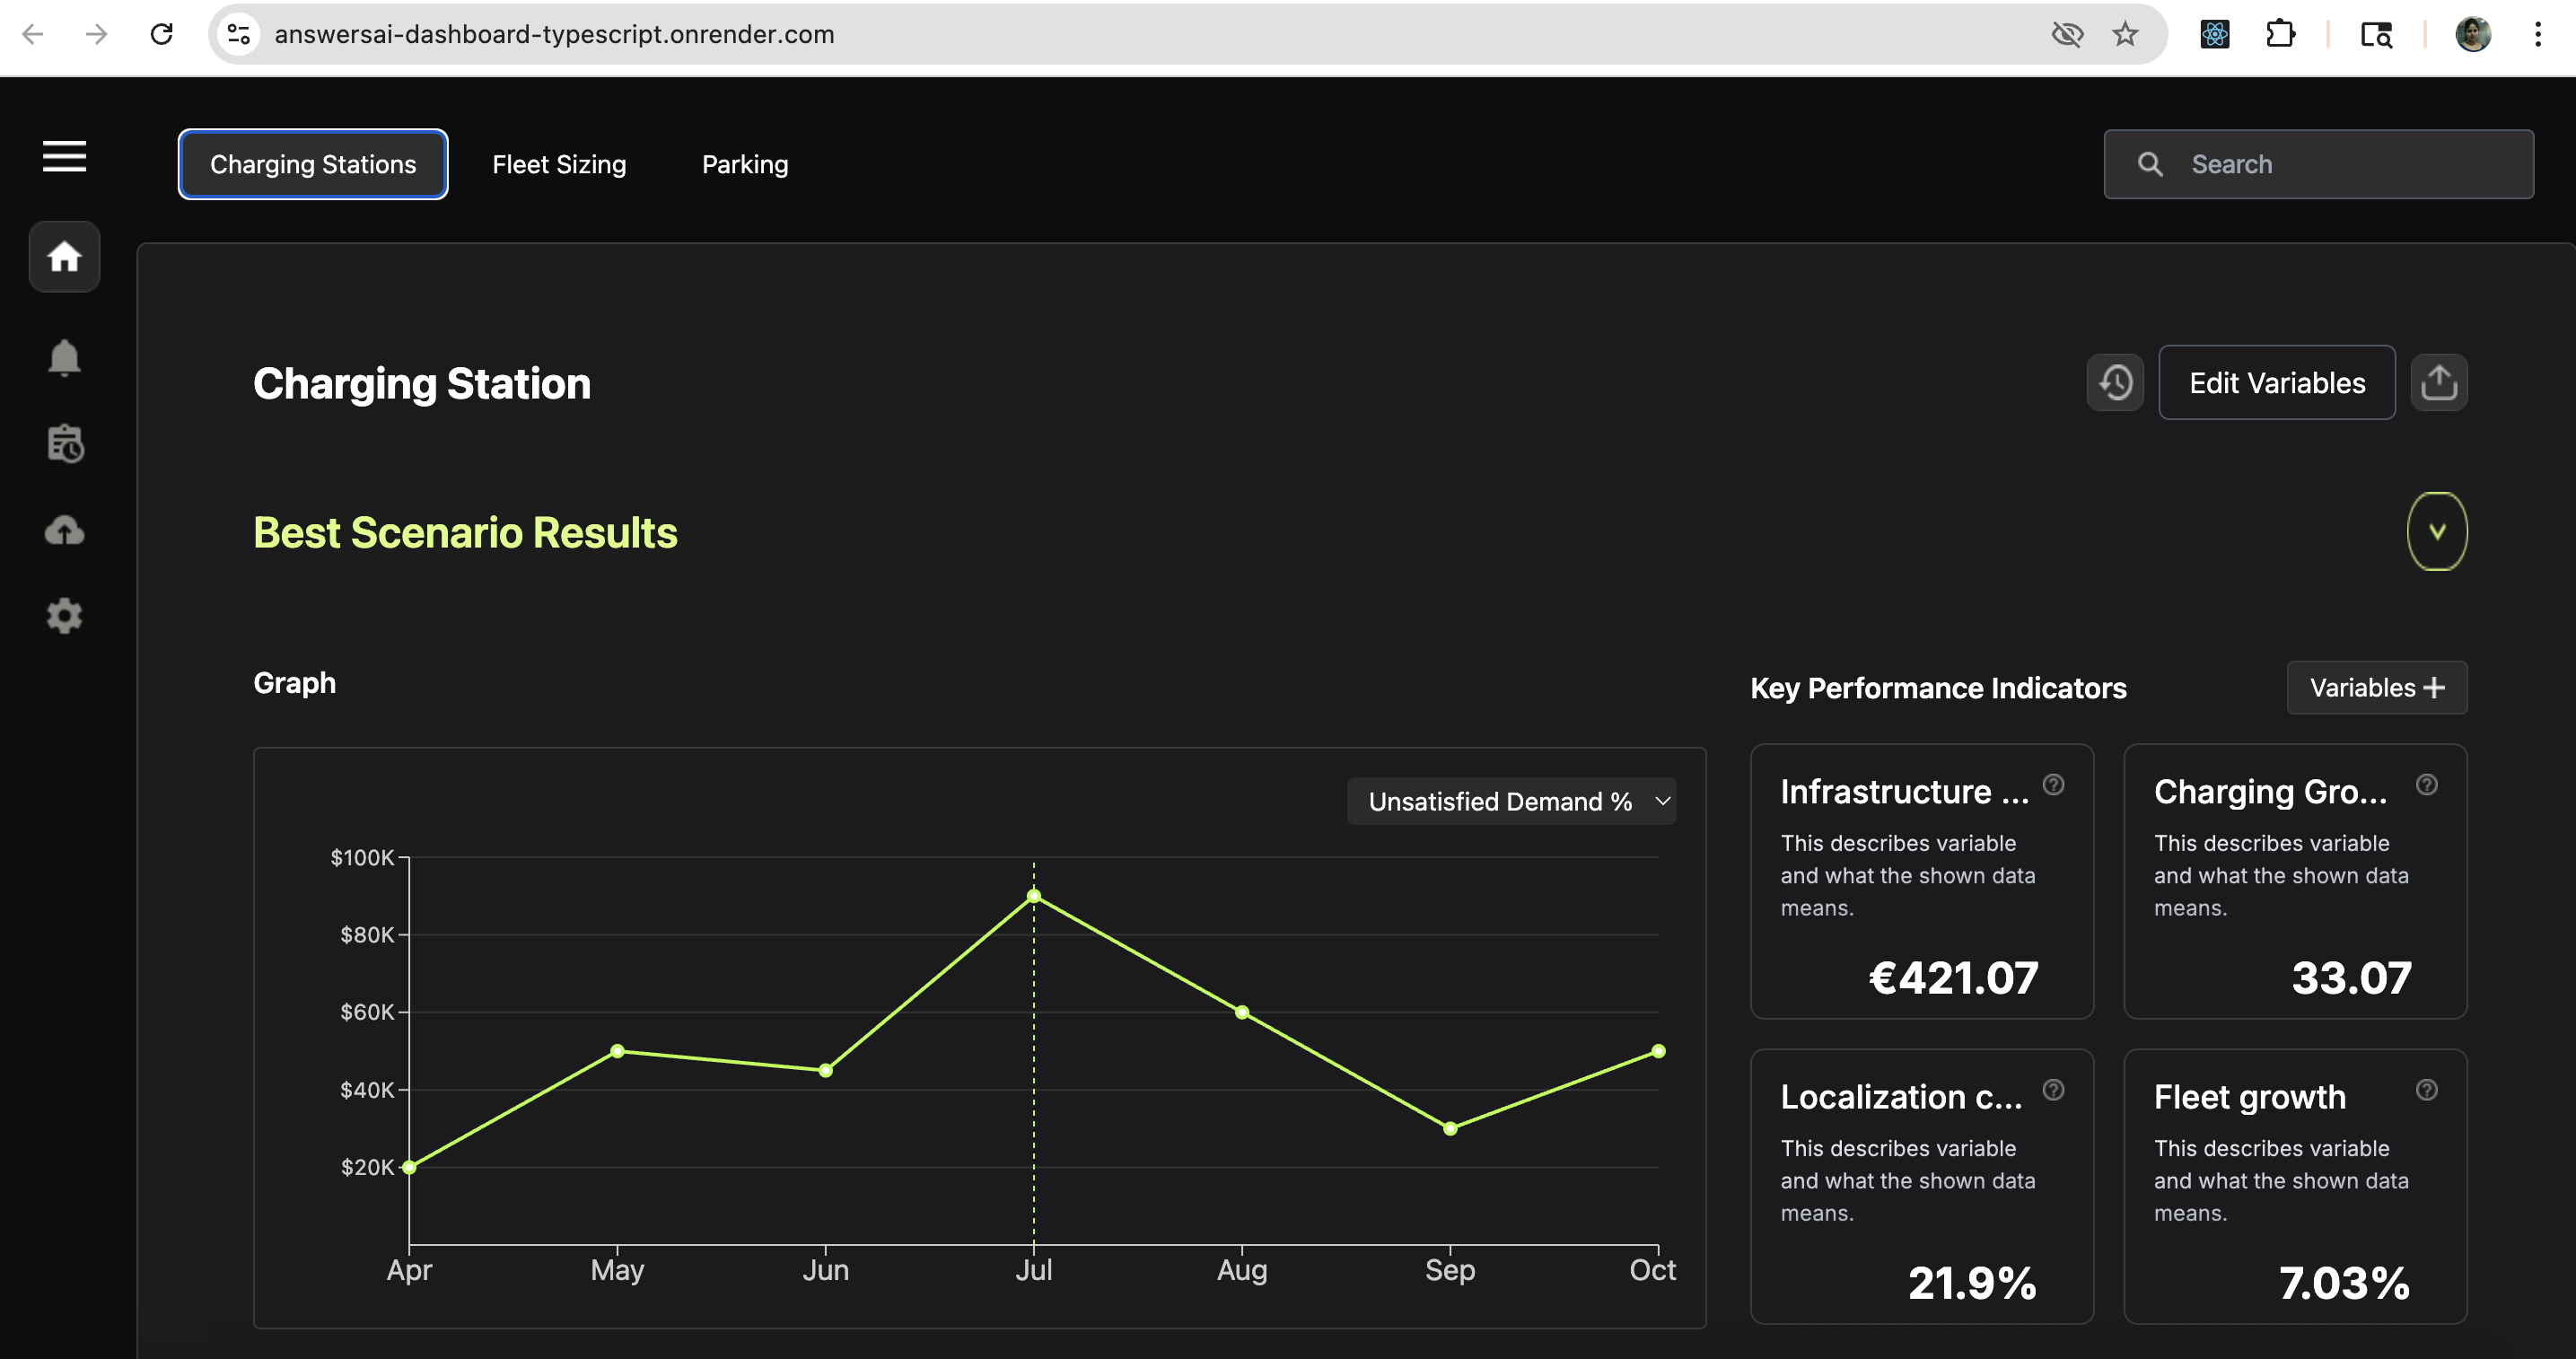 answersai-dashboard-typescript.onrender.com
Charging Stations
Fleet Sizing
Parking
Search
Charging Station
Edit Variables
Best Scenario Results
Graph
Key Performance Indicators
Variables +
Unsatisfied Demand %
$100K
$80K
$60K
$40K
$20K
Apr May Jun Jul Aug Sep Oct
Infrastructure ...
This describes variable
and what the shown data
means.
€421.07
Charging Gro...
This describes variable
and what the shown data
means.
33.07
Localization c...
This describes variable
and what the shown data
means.
21.9%
Fleet growth
This describes variable
and what the shown data
means.
7.03%